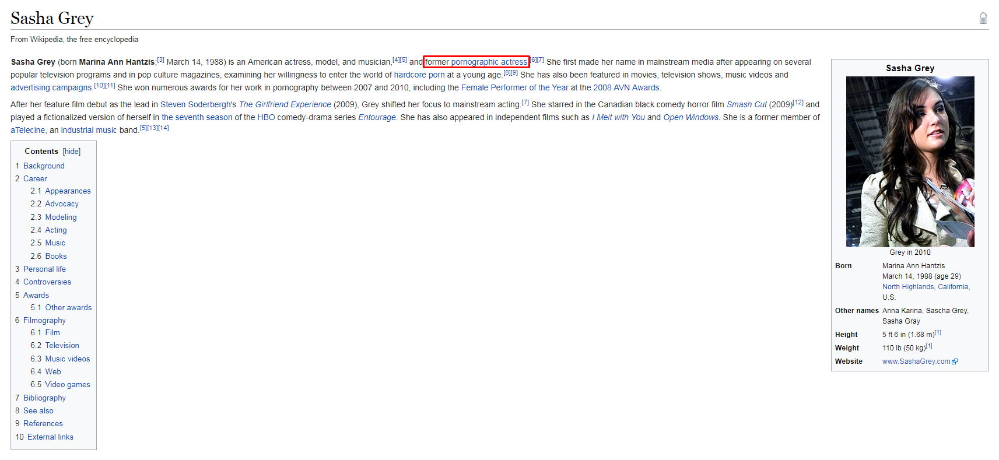 Sasha Grey
From Wikipedia, the free encyclopedia
Sasha Grey (born Marina Ann Hantzis;[3] March 14, 1988) is an American actress, model, and musician,[4][5] and former pornographic actress.[6][7] She first made her name in mainstream media after appearing on several
popular television programs and in pop culture magazines, examining her willingness to enter the world of hardcore porn at a young age.[8][9] She has also been featured in movies, television shows, music videos and
advertising campaigns.[10][11] She won numerous awards for her work in pornography between 2007 and 2010, including the Female Performer of the Year at the 2008 AVN Awards.
After her feature film debut as the lead in Steven Soderbergh's The Girlfriend Experience (2009), Grey shifted her focus to mainstream acting.[7] She starred in the Canadian black comedy horror film Smash Cut (2009)[12] and
played a fictionalized version of herself in the seventh season of the HBO comedy-drama series Entourage. She has also appeared in independent films such as I Melt with You and Open Windows. She is a former member of
aTelecine, an industrial music band.[5][13][14]
Contents [hide]
1 Background
2 Career
2.1 Appearances
2.2 Advocacy
2.3 Modeling
2.4 Acting
2.5 Music
2.6 Books
3 Personal life
4 Controversies
5 Awards
5.1 Other awards
6 Filmography
6.1 Film
6.2 Television
6.3 Music videos
6.4 Web
6.5 Video games
7 Bibliography
8 See also
9 References
10 External links
Sasha Grey
Grey in 2010
Born Marina Ann Hantzis
March 14, 1988 (age 29)
North Highlands, California,
U.S.
Other names Anna Karina, Sascha Grey,
Sasha Gray
Height 5 ft 6 in (1.68 m)[1]
Weight 110 lb (50 kg)[1]
Website www.SashaGrey.com